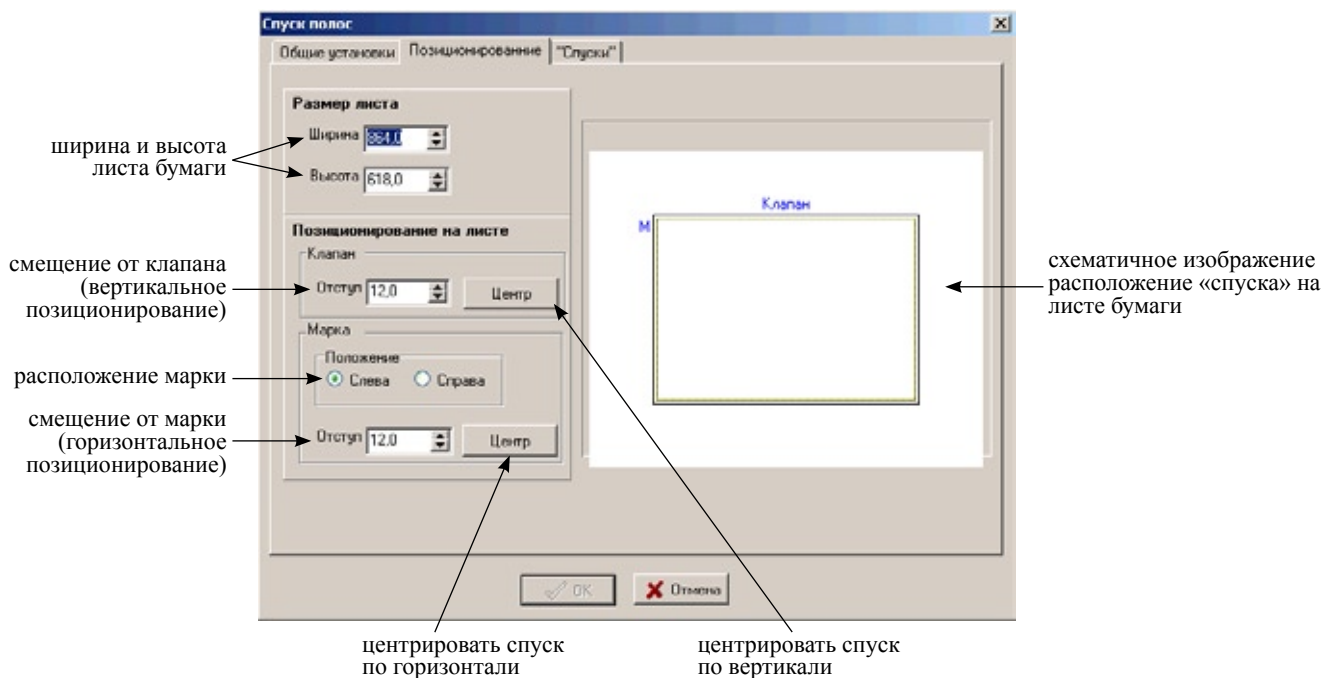 Спуск полос
Общие установки
Позиционированние
"Спуски"
Размер листа
Ширина 864,0
Высота 618,0
Позиционирование на листе
Клапан
Отступ 12,0
Центр
Марка
Положение
Слева
Справа
Отступ 12,0
Центр
Клапан
М
OK
Отмена
ширина и высота
листа бумаги
смещение от клапана
(вертикальное
позиционирование)
расположение марки
смещение от марки
(горизонтальное
позиционирование)
схематичное изображение
расположение «спуска» на
листе бумаги
центрировать спуск
по горизонтали
центрировать спуск
по вертикали